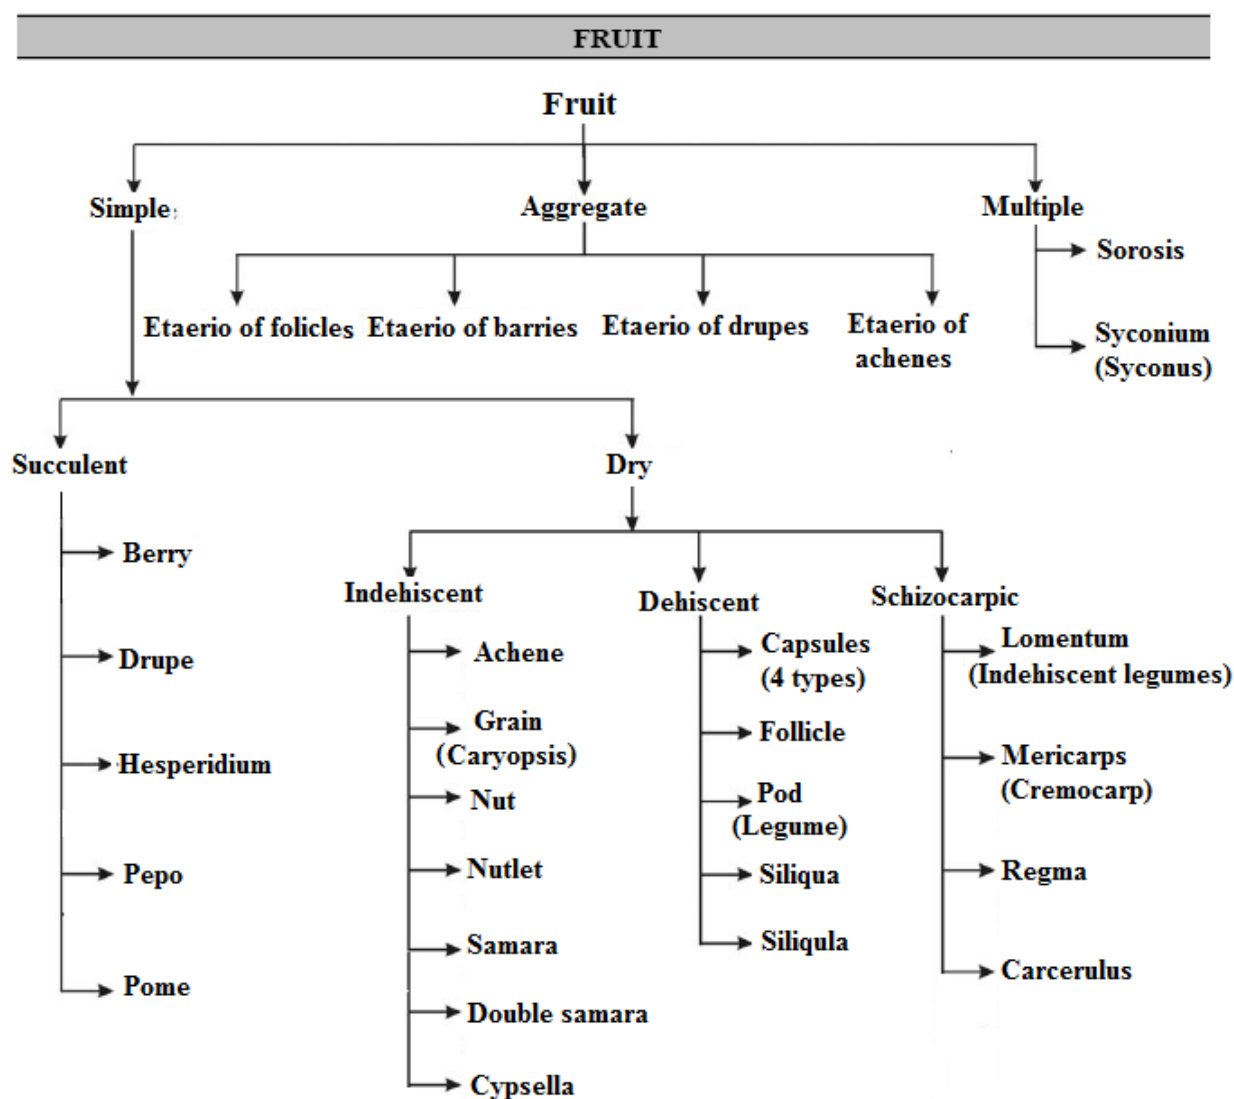 FRUIT
Fruit
Simple:
Aggregate
Multiple
Sorosis
Syconium
(Syconus)
Etaerio of folicles
Etaerio of barries
Etaerio of drupes
Etaerio of
achenes
Succulent
Dry
Berry
Drupe
Hesperidium
Pepo
Pome
Indehiscent
Achene
Grain
(Caryopsis)
Nut
Nutlet
Samara
Double samara
Cypsella
Dehiscent
Capsules
(4 types)
Follicle
Pod
(Legume)
Siliqua
Siliqula
Schizocarpic
Lomentum
(Indehiscent legumes)
Mericarps
(Cremocarp)
Regma
Carcerulus